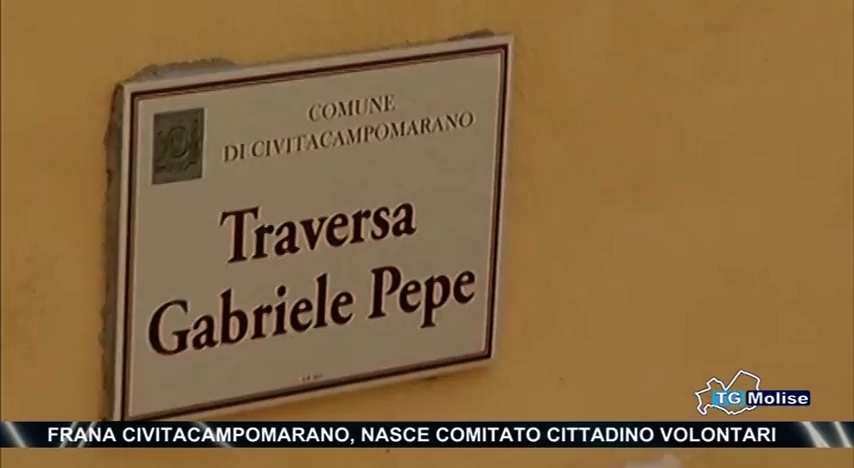 COMUNE
DI CIVITACAMPOMARANO
Traversa
Gabriele Pepe
TG Molise
FRANA CIVITACAMPOMARANO, NASCE COMITATO CITTADINO VOLONTARI